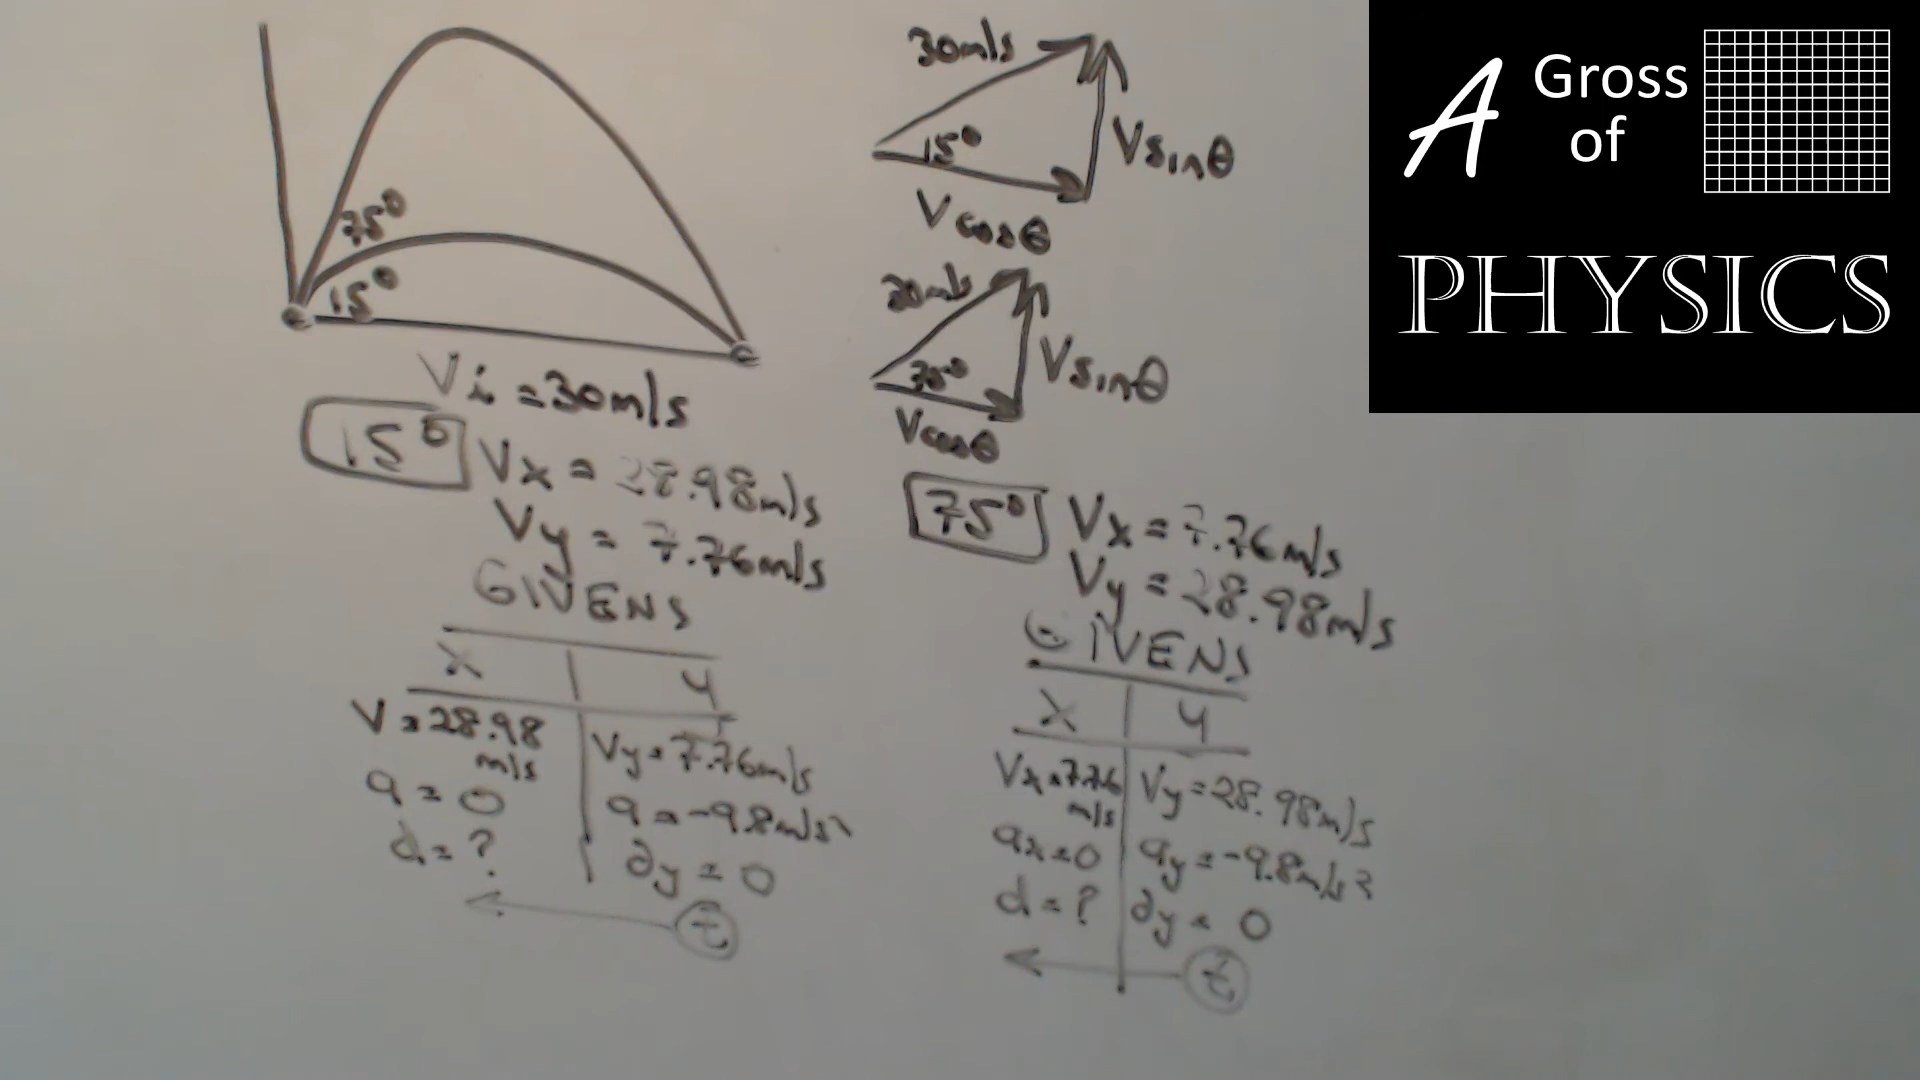 75°
15°
Vi = 30m/s
15° Vx = 28.98m/s
Vy = 7.76m/s
GIVENS
X Y
V = 28.98 m/s
a = 0
d = ?
Vy = 7.76m/s
a = -9.8m/s²
dy = 0
t
30m/s
15°
Vsinθ
Vcosθ
30m/s
Vsinθ
Vcosθ
75° Vx = 7.76m/s
Vy = 28.98m/s
GIVENS
X Y
Vx = 7.76 m/s
ax = 0
d = ?
Vy = 28.98m/s
ay = -9.8m/s²
dy = 0
t
A Gross
of
PHYSICS